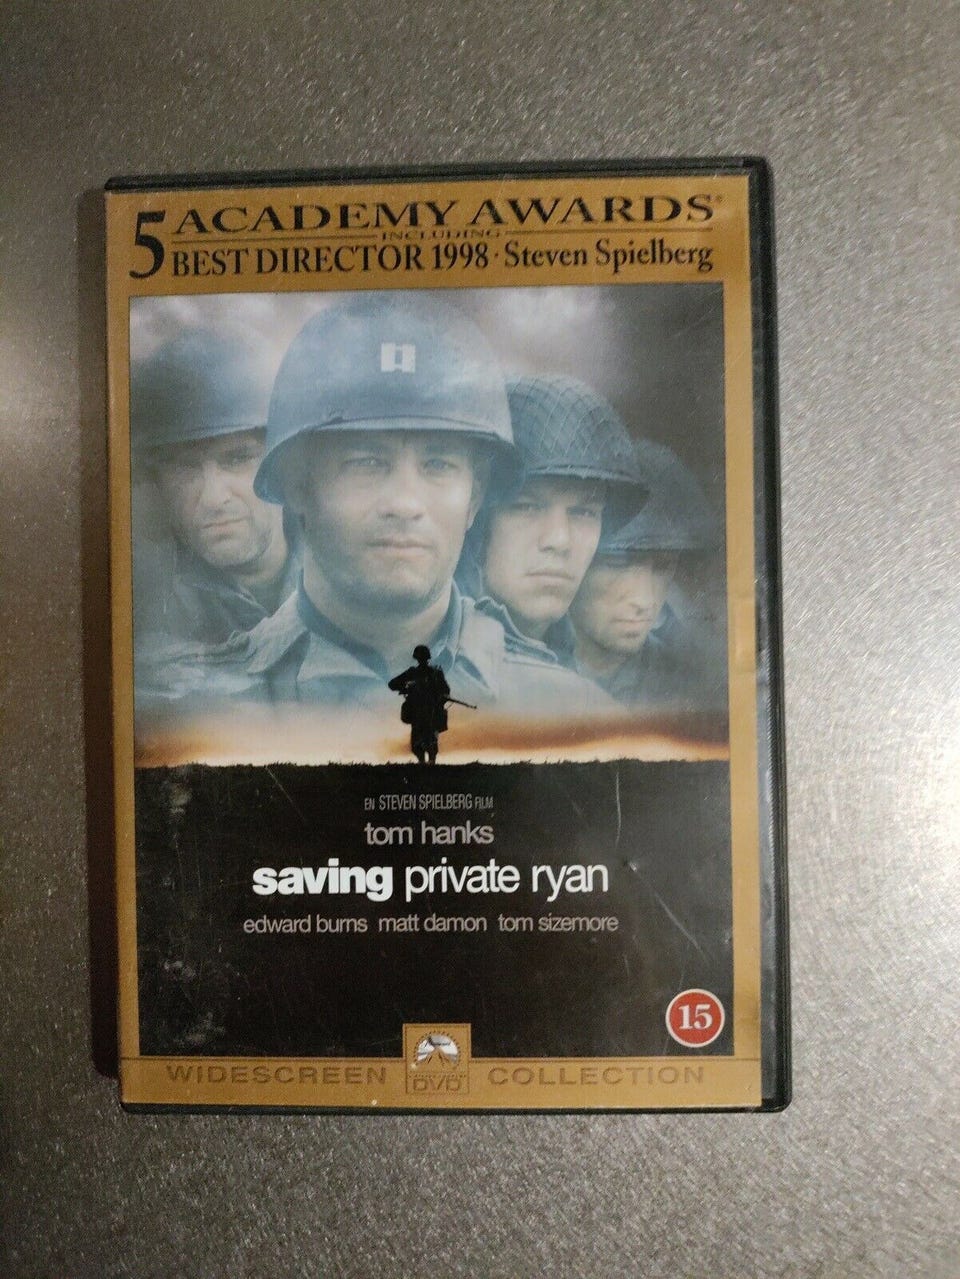 5 ACADEMY AWARDS®
INCLUDING
BEST DIRECTOR 1998 · Steven Spielberg
EN STEVEN SPIELBERG FILM
tom hanks
saving private ryan
edward burns matt damon tom sizemore
15
WIDESCREEN DVD COLLECTION